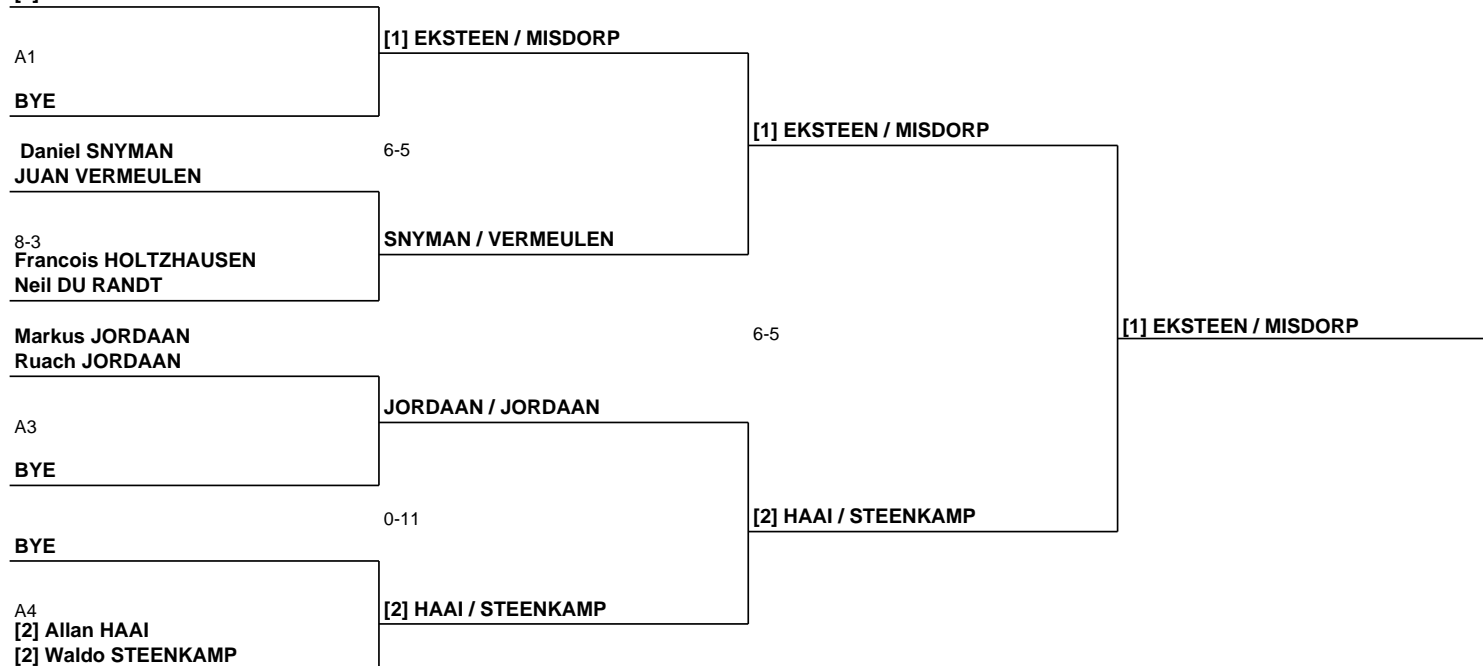 [1] EKSTEEN / MISDORP
A1
BYE
[1] EKSTEEN / MISDORP
Daniel SNYMAN
6-5
JUAN VERMEULEN
SNYMAN / VERMEULEN
8-3
Francois HOLTZHAUSEN
Neil DU RANDT
[1] EKSTEEN / MISDORP
Markus JORDAAN
6-5
Ruach JORDAAN
JORDAAN / JORDAAN
A3
BYE
0-11
[2] HAAI / STEENKAMP
BYE
A4
[2] HAAI / STEENKAMP
[2] Allan HAAI
[2] Waldo STEENKAMP